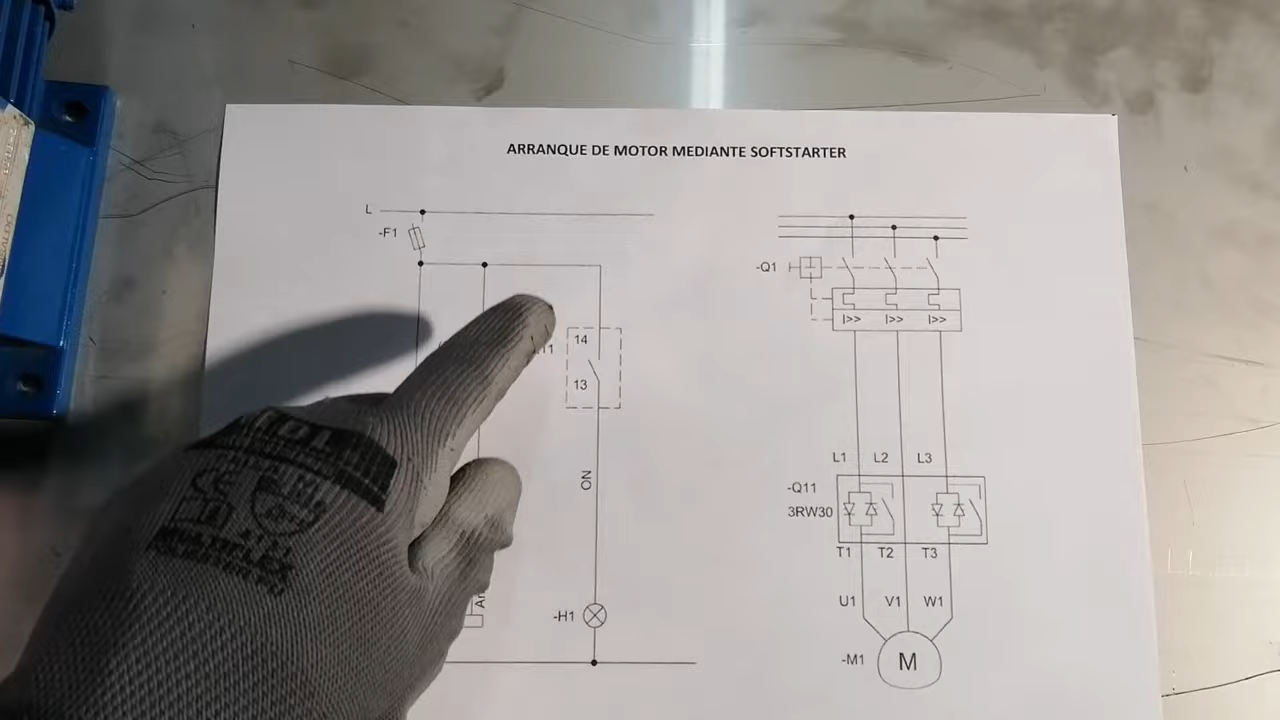 ARRANQUE DE MOTOR MEDIANTE SOFTSTARTER
L
-F1
14
13
ON
-H1
-Q1
I>> I>> I>>
L1 L2 L3
-Q11
3RW30
T1 T2 T3
U1 V1 W1
-M1
M